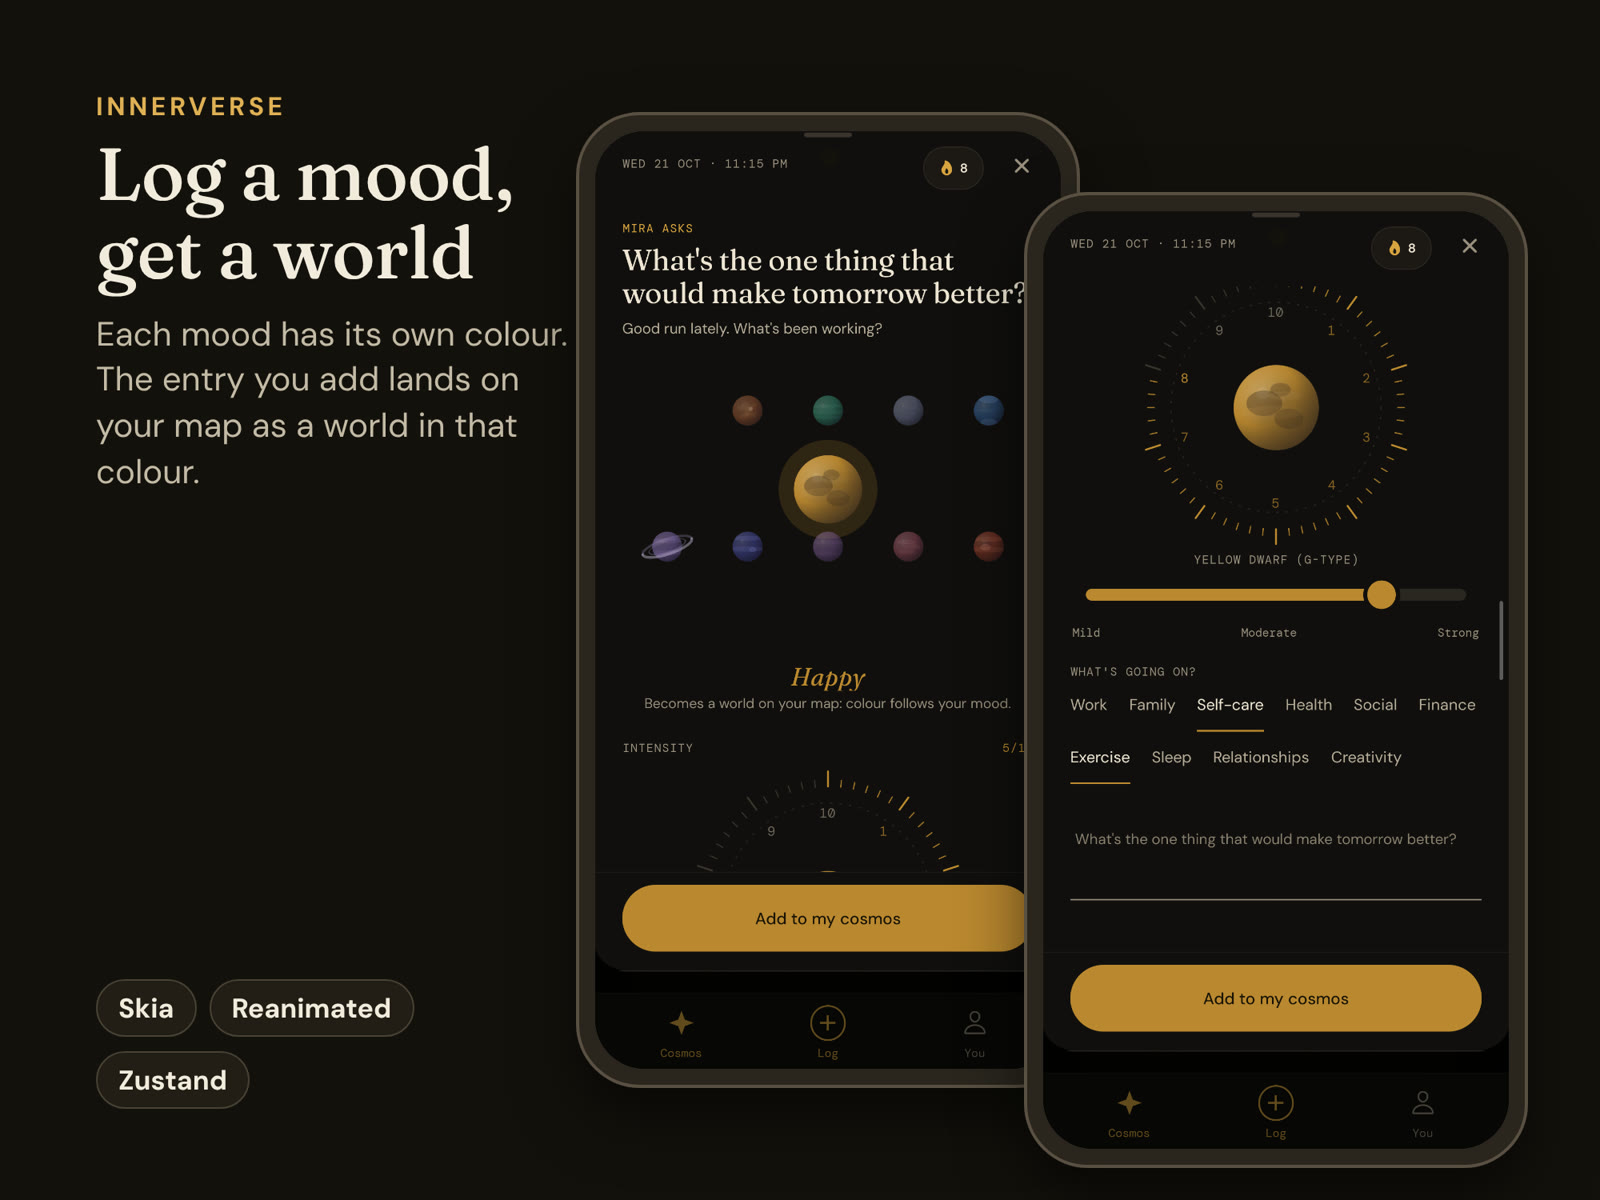 INNERVERSE
Log a mood,
get a world
Each mood has its own colour.
The entry you add lands on
your map as a world in that
colour.
Skia
Reanimated
Zustand
WED 21 OCT · 11:15 PM
8
MIRA ASKS
What's the one thing that
would make tomorrow better?
Good run lately. What's been working?
Happy
Becomes a world on your map: colour follows your mood.
INTENSITY
5/1
10
9
1
Add to my cosmos
Cosmos
Log
You
WED 21 OCT · 11:15 PM
8
10
9
1
8
2
7
3
6
4
5
YELLOW DWARF (G-TYPE)
Mild
Moderate
Strong
WHAT'S GOING ON?
Work Family Self-care Health Social Finance
Exercise Sleep Relationships Creativity
What's the one thing that would make tomorrow better?
Add to my cosmos
Cosmos
Log
You